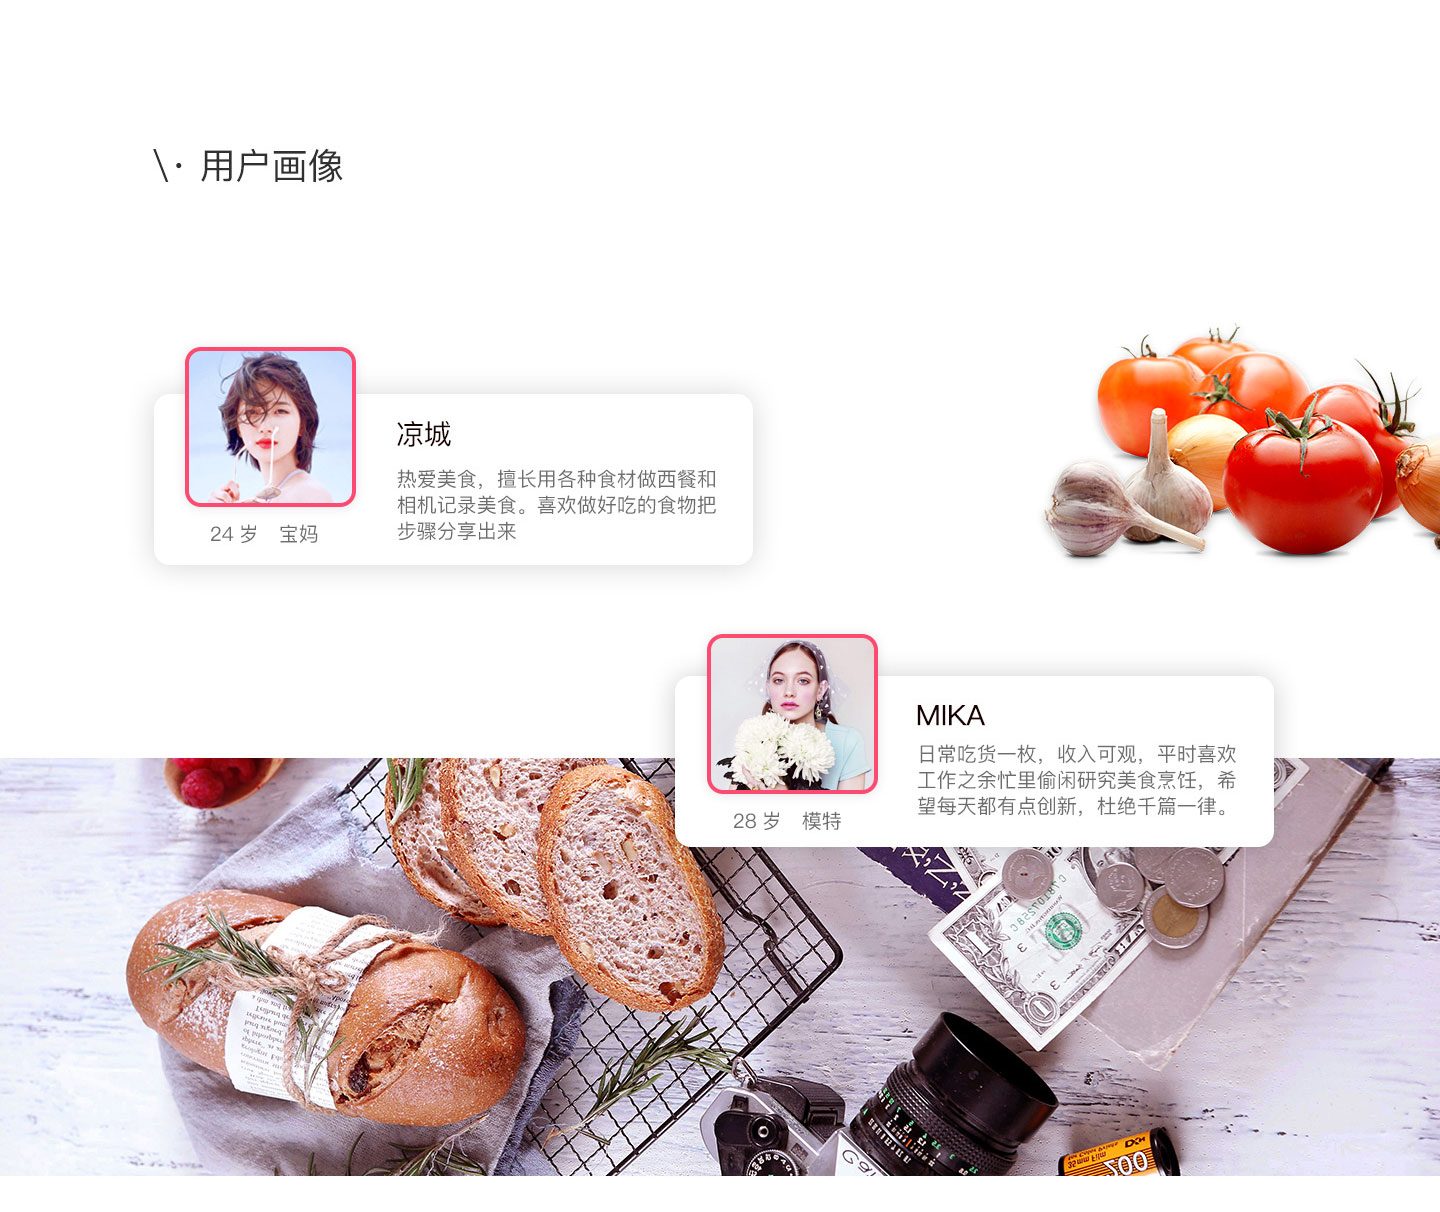 \· 用户画像
凉城
热爱美食，擅长用各种食材做西餐和
相机记录美食。喜欢做好吃的食物把
步骤分享出来
24 岁 宝妈
MIKA
日常吃货一枚，收入可观，平时喜欢
工作之余忙里偷闲研究美食烹饪，希
望每天都有点创新，杜绝千篇一律。
28 岁 模特
35mm Film
200